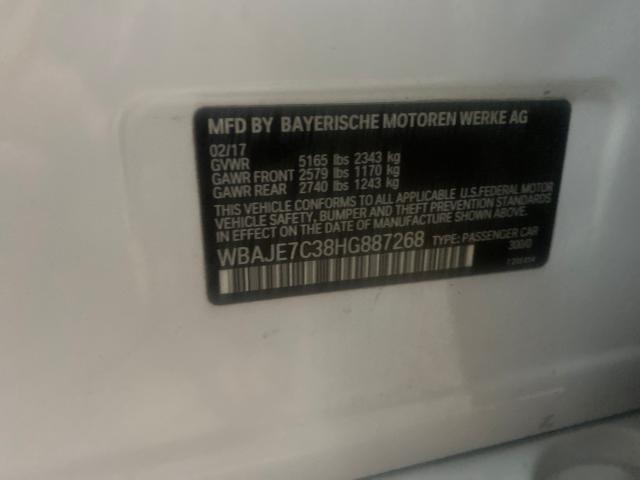 MFD BY BAYERISCHE MOTOREN WERKE AG
02/17
GVWR 5165 lbs 2343 kg
GAWR FRONT 2579 lbs 1170 kg
GAWR REAR 2740 lbs 1243 kg
THIS VEHICLE CONFORMS TO ALL APPLICABLE U.S.FEDERAL MOTOR
VEHICLE SAFETY, BUMPER AND THEFT PREVENTION STANDARDS
IN EFFECT ON THE DATE OF MANUFACTURE SHOWN ABOVE.
WBAJE7C38HG887268 TYPE: PASSENGER CAR
300/0